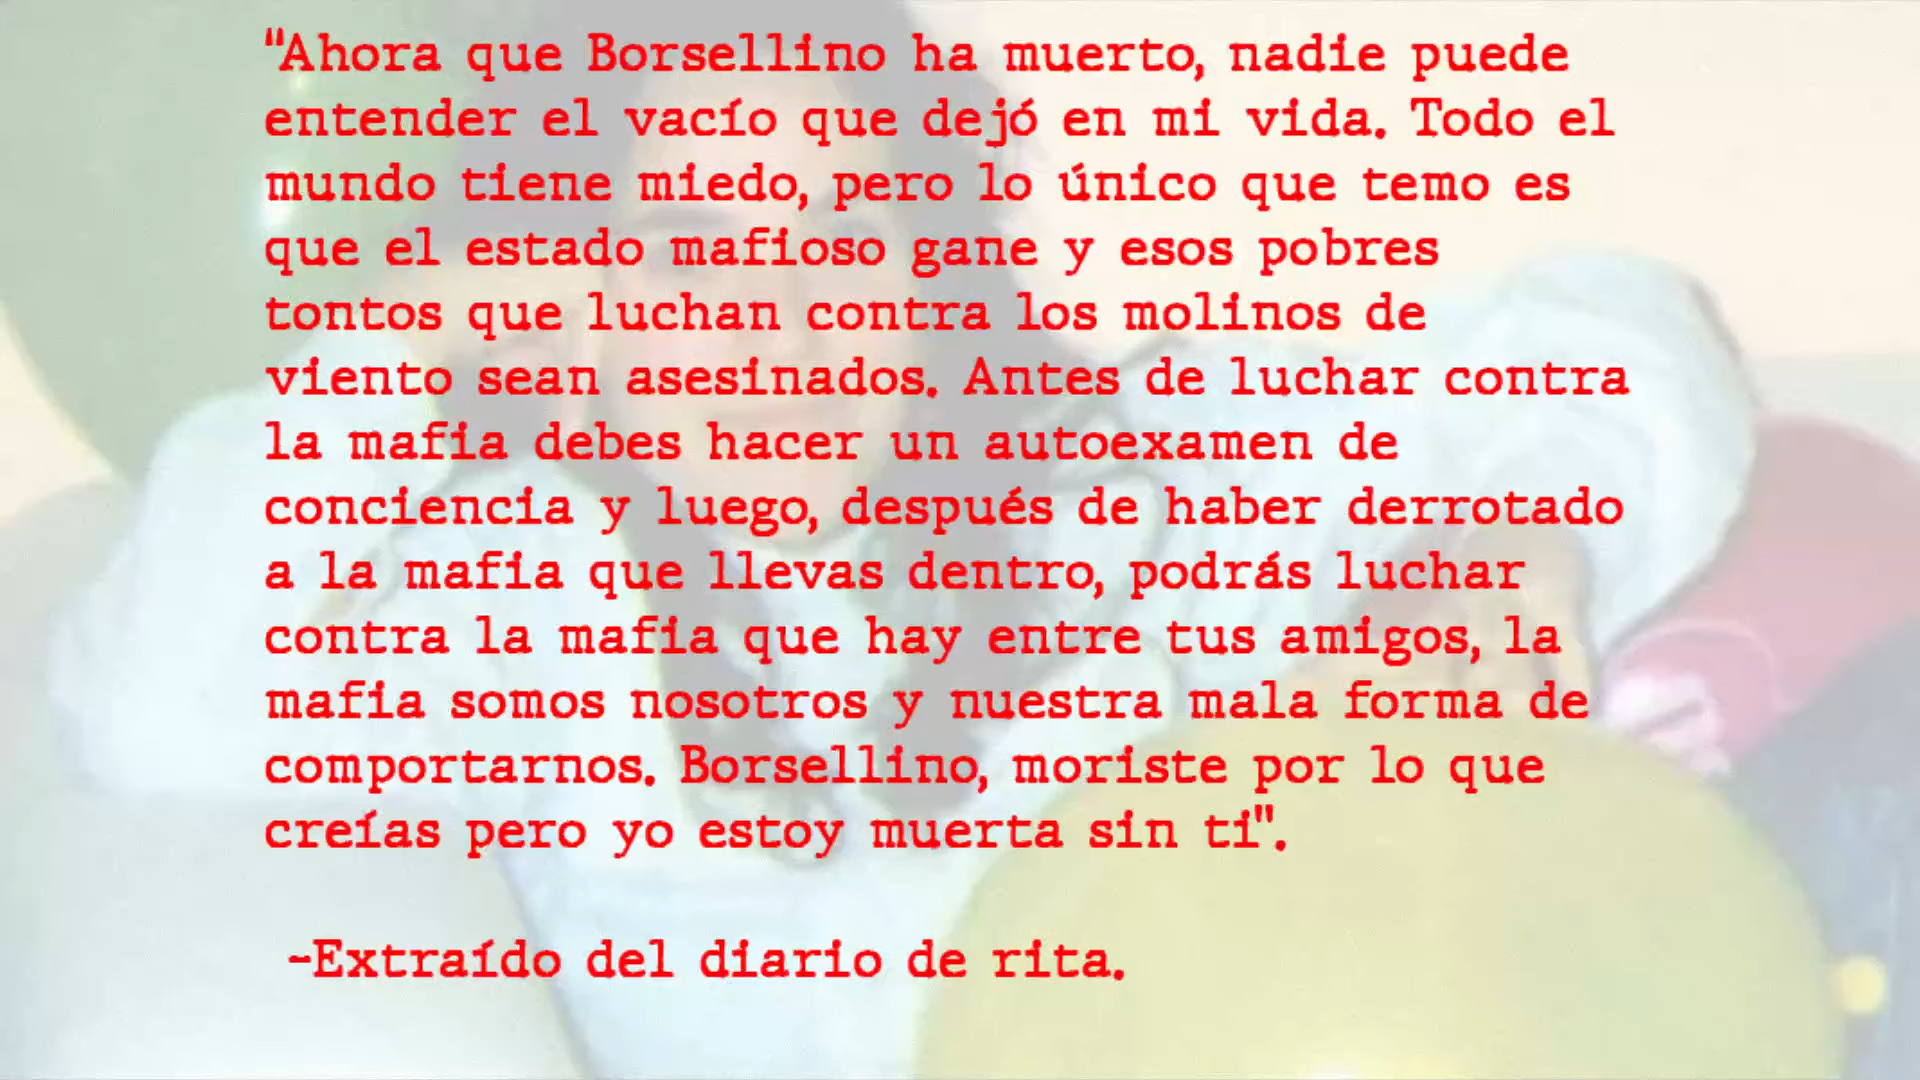 "Ahora que Borsellino ha muerto, nadie puede
entender el vacío que dejó en mi vida. Todo el
mundo tiene miedo, pero lo único que temo es
que el estado mafioso gane y esos pobres
tontos que luchan contra los molinos de
viento sean asesinados. Antes de luchar contra
la mafia debes hacer un autoexamen de
conciencia y luego, después de haber derrotado
a la mafia que llevas dentro, podrás luchar
contra la mafia que hay entre tus amigos, la
mafia somos nosotros y nuestra mala forma de
comportarnos. Borsellino, moriste por lo que
creías pero yo estoy muerta sin ti".
-Extraído del diario de rita.